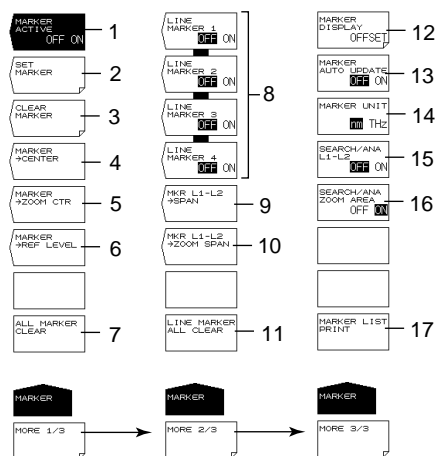 MARKER
ACTIVE
OFF ON
1
SET
MARKER
2
CLEAR
MARKER
3
MARKER
→CENTER
4
MARKER
→ZOOM CTR
5
MARKER
→REF LEVEL
6
ALL MARKER
CLEAR
7
MARKER
MORE 1/3
LINE
MARKER 1
OFF ON
LINE
MARKER 2
OFF ON
LINE
MARKER 3
OFF ON
LINE
MARKER 4
OFF ON
8
MKR L1-L2
→SPAN
9
MKR L1-L2
→ZOOM SPAN
10
LINE MARKER
ALL CLEAR
11
MARKER
MORE 2/3
MARKER
DISPLAY
OFFSET
12
MARKER
AUTO UPDATE
OFF ON
13
MARKER UNIT
nm THz
14
SEARCH/ANA
L1-L2
OFF ON
15
SEARCH/ANA
ZOOM AREA
OFF ON
16
MARKER LIST
PRINT
17
MARKER
MORE 3/3